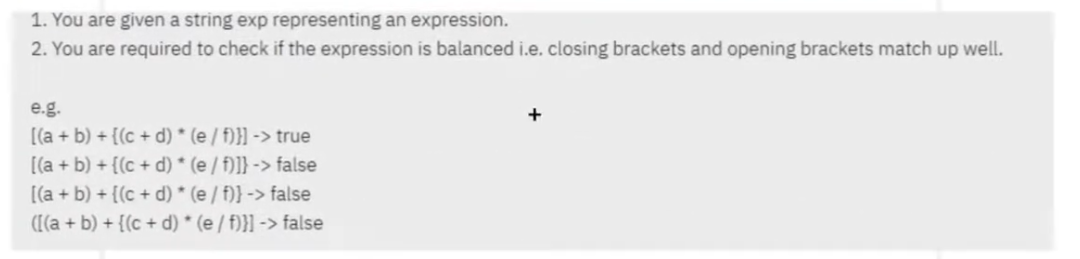 1. You are given a string exp representing an expression.
2. You are required to check if the expression is balanced i.e. closing brackets and opening brackets match up well.
e.g.
[(a + b) + {(c + d) * (e / f)}] -> true
[(a + b) + {(c + d) * (e / f)]} -> false
[(a + b) + {(c + d) * (e / f)} -> false
([(a + b) + {(c + d) * (e / f)}] -> false